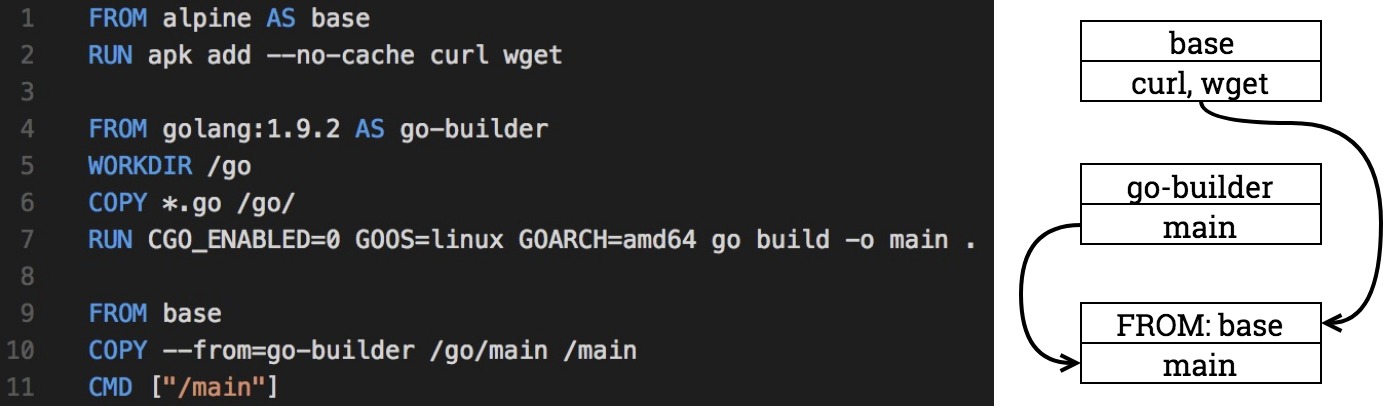 1 FROM alpine AS base
2 RUN apk add --no-cache curl wget
3
4 FROM golang:1.9.2 AS go-builder
5 WORKDIR /go
6 COPY *.go /go/
7 RUN CGO_ENABLED=0 GOOS=linux GOARCH=amd64 go build -o main .
8
9 FROM base
10 COPY --from=go-builder /go/main /main
11 CMD ["/main"]
base
curl, wget
go-builder
main
FROM: base
main